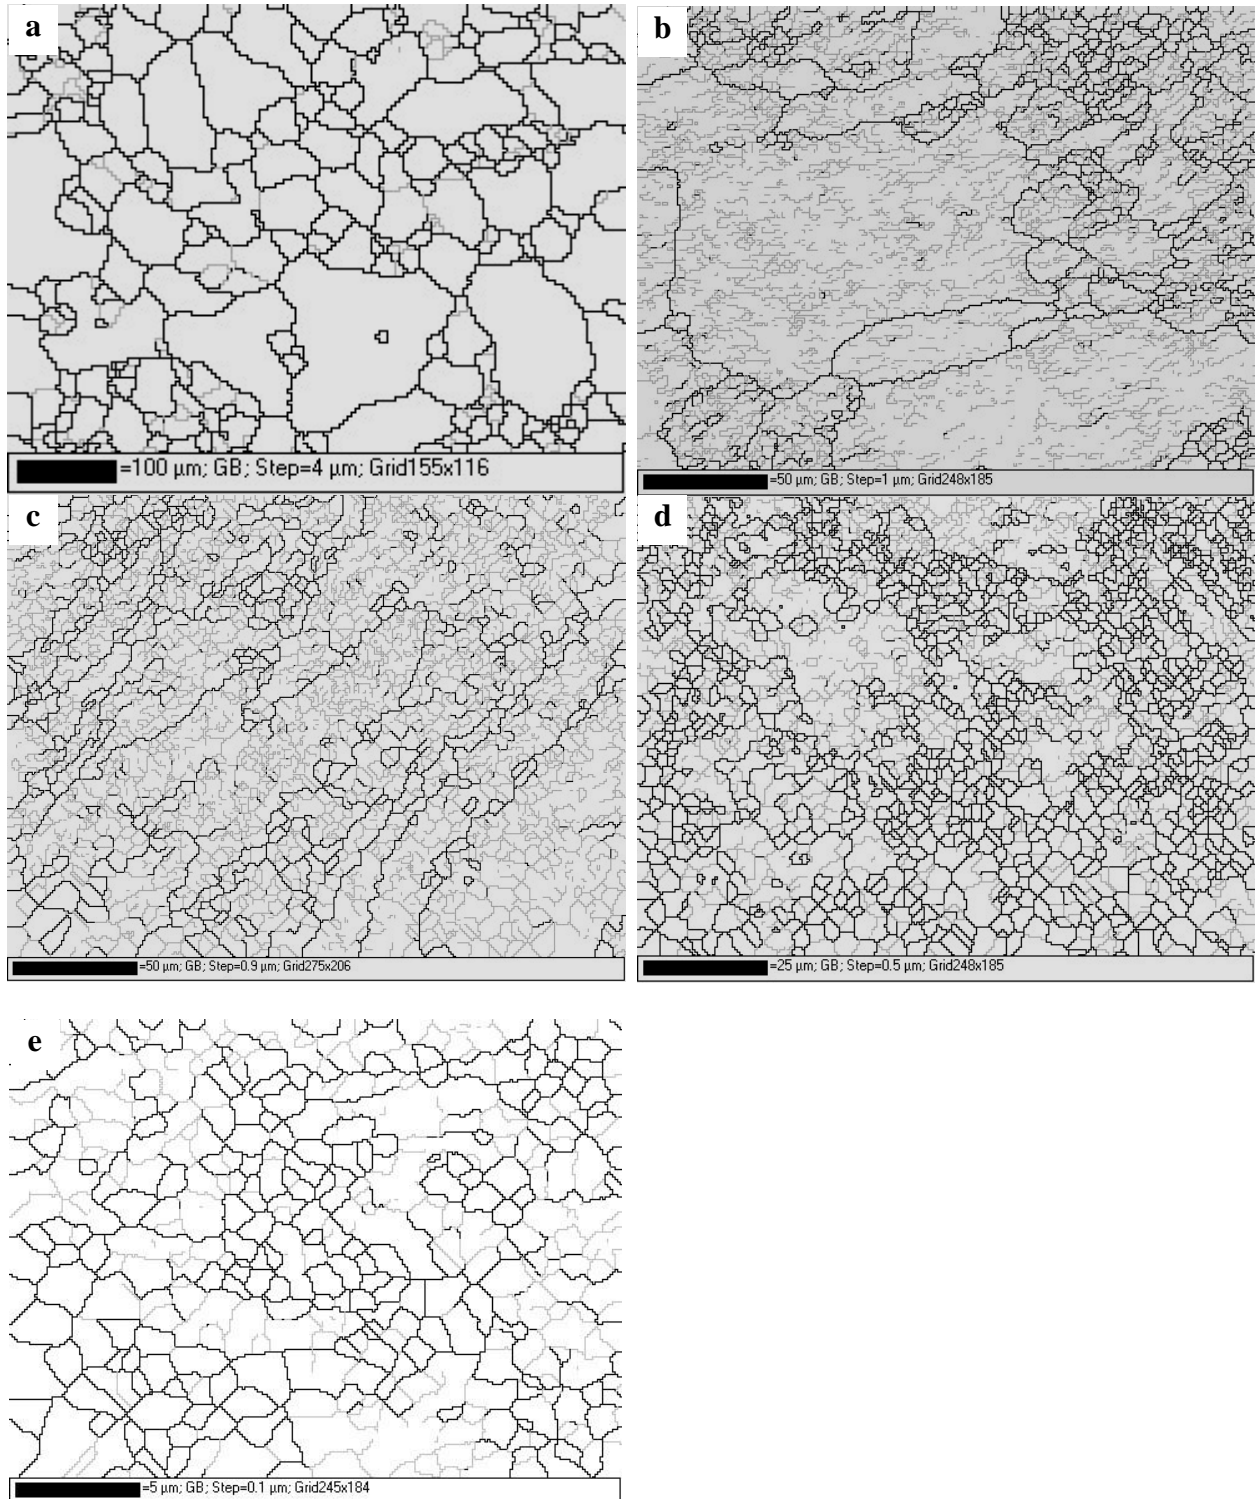 a
b
=100 µm; GB; Step=4 µm; Grid155x116
=50 µm; GB; Step=1 µm; Grid248x185
c
d
=50 µm; GB; Step=0.9 µm; Grid275x206
=25 µm; GB; Step=0.5 µm; Grid248x185
e
=5 µm; GB; Step=0.1 µm; Grid245x184